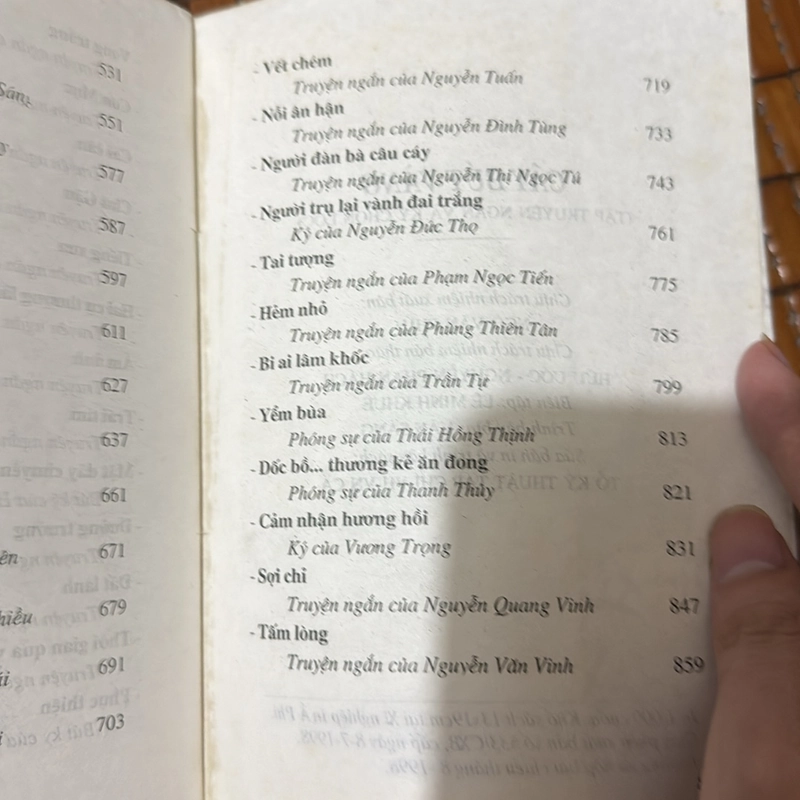 531
Sáng
551
y
577
587
597
611
627
637
661
671
ên
679
hiều
691
ái
703
i
- Vết chém
Truyện ngắn của Nguyễn Tuấn 719
- Nỗi ân hận
Truyện ngắn của Nguyễn Đình Tùng 733
- Người đàn bà câu cáy
Truyện ngắn của Nguyễn Thị Ngọc Tú 743
- Người trụ lại vành đai trắng
Ký của Nguyễn Đức Thọ 761
- Tai tượng
Truyện ngắn của Phạm Ngọc Tiến 775
- Hẻm nhỏ
Truyện ngắn của Phùng Thiên Tân 785
- Bi ai lâm khốc
Truyện ngắn của Trần Tự 799
- Yểm bùa
Phóng sự của Thái Hồng Thịnh 813
- Dốc bồ... thương kẻ ăn đong
Phóng sự của Thanh Thủy 821
- Cảm nhận hương hồi
Ký của Vương Trọng 831
- Sợi chỉ
Truyện ngắn của Nguyễn Quang Vinh 847
- Tấm lòng
Truyện ngắn của Nguyễn Văn Vinh 859